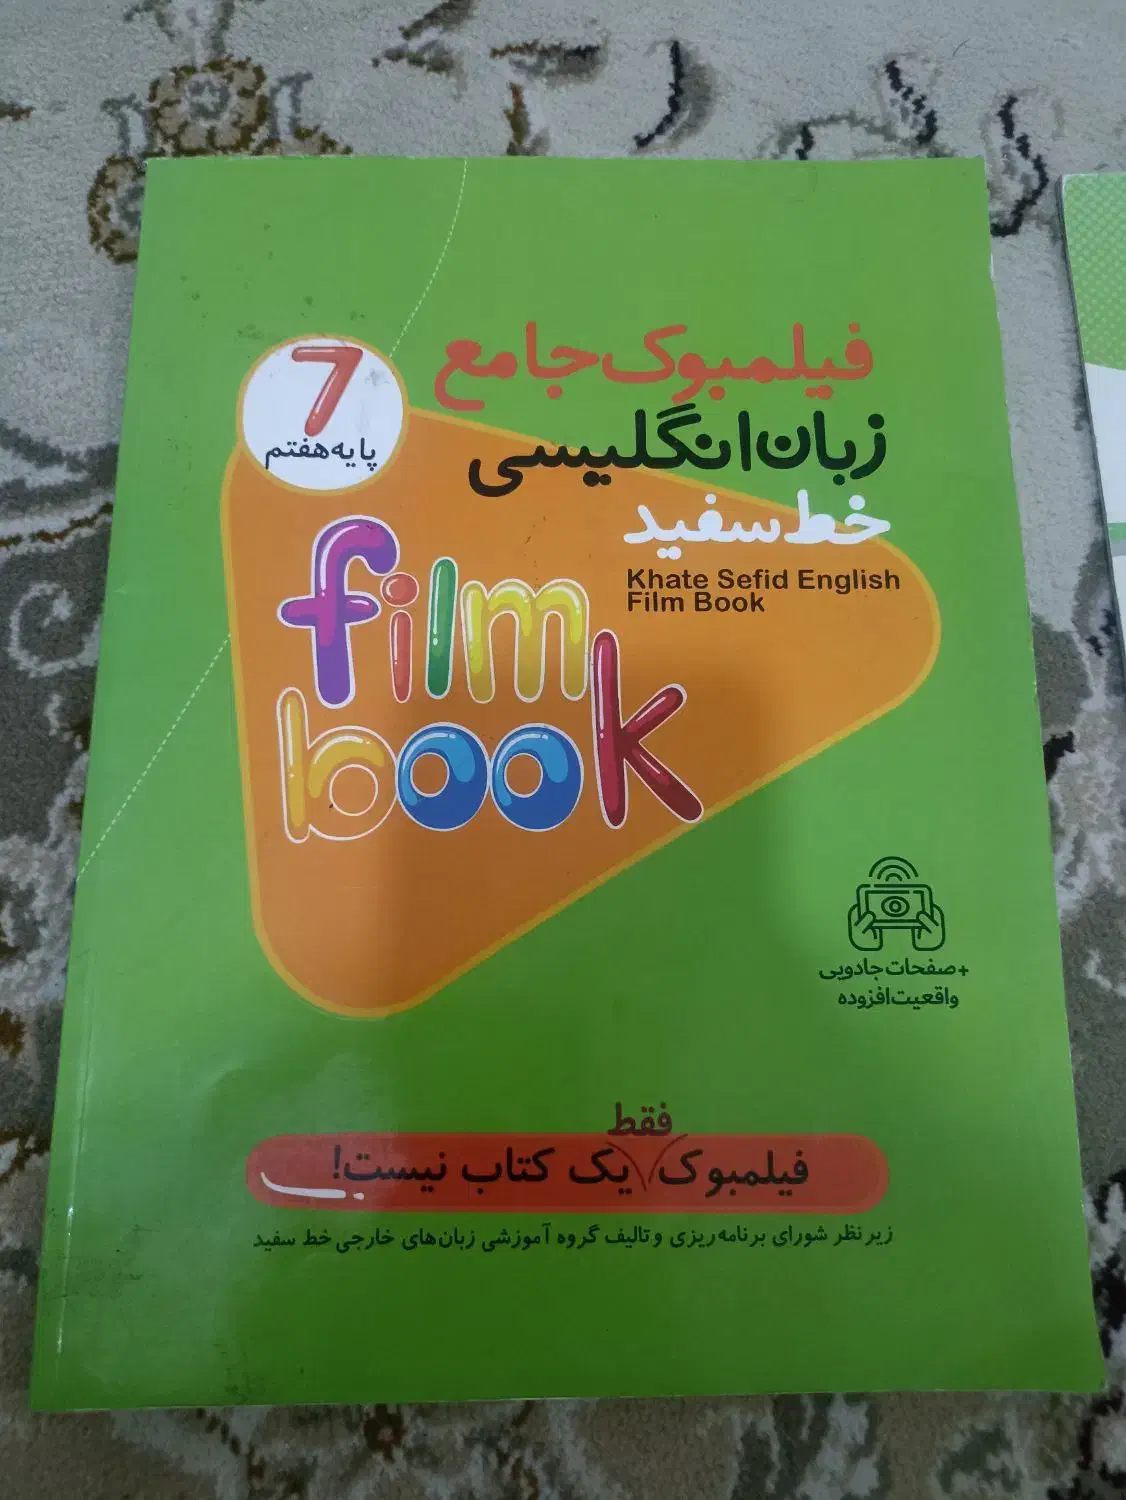 فیلمبوک جامع
زبان انگلیسی
خط سفید
Khate Sefid English
Film Book
7
پایه هفتم
film
book
+صفحات جادویی
واقعیت افزوده
فقط
فیلمبوک یک کتاب نیست!
زیر نظر شورای برنامه ریزی و تالیف گروه آموزشی زبان های خارجی خط سفید